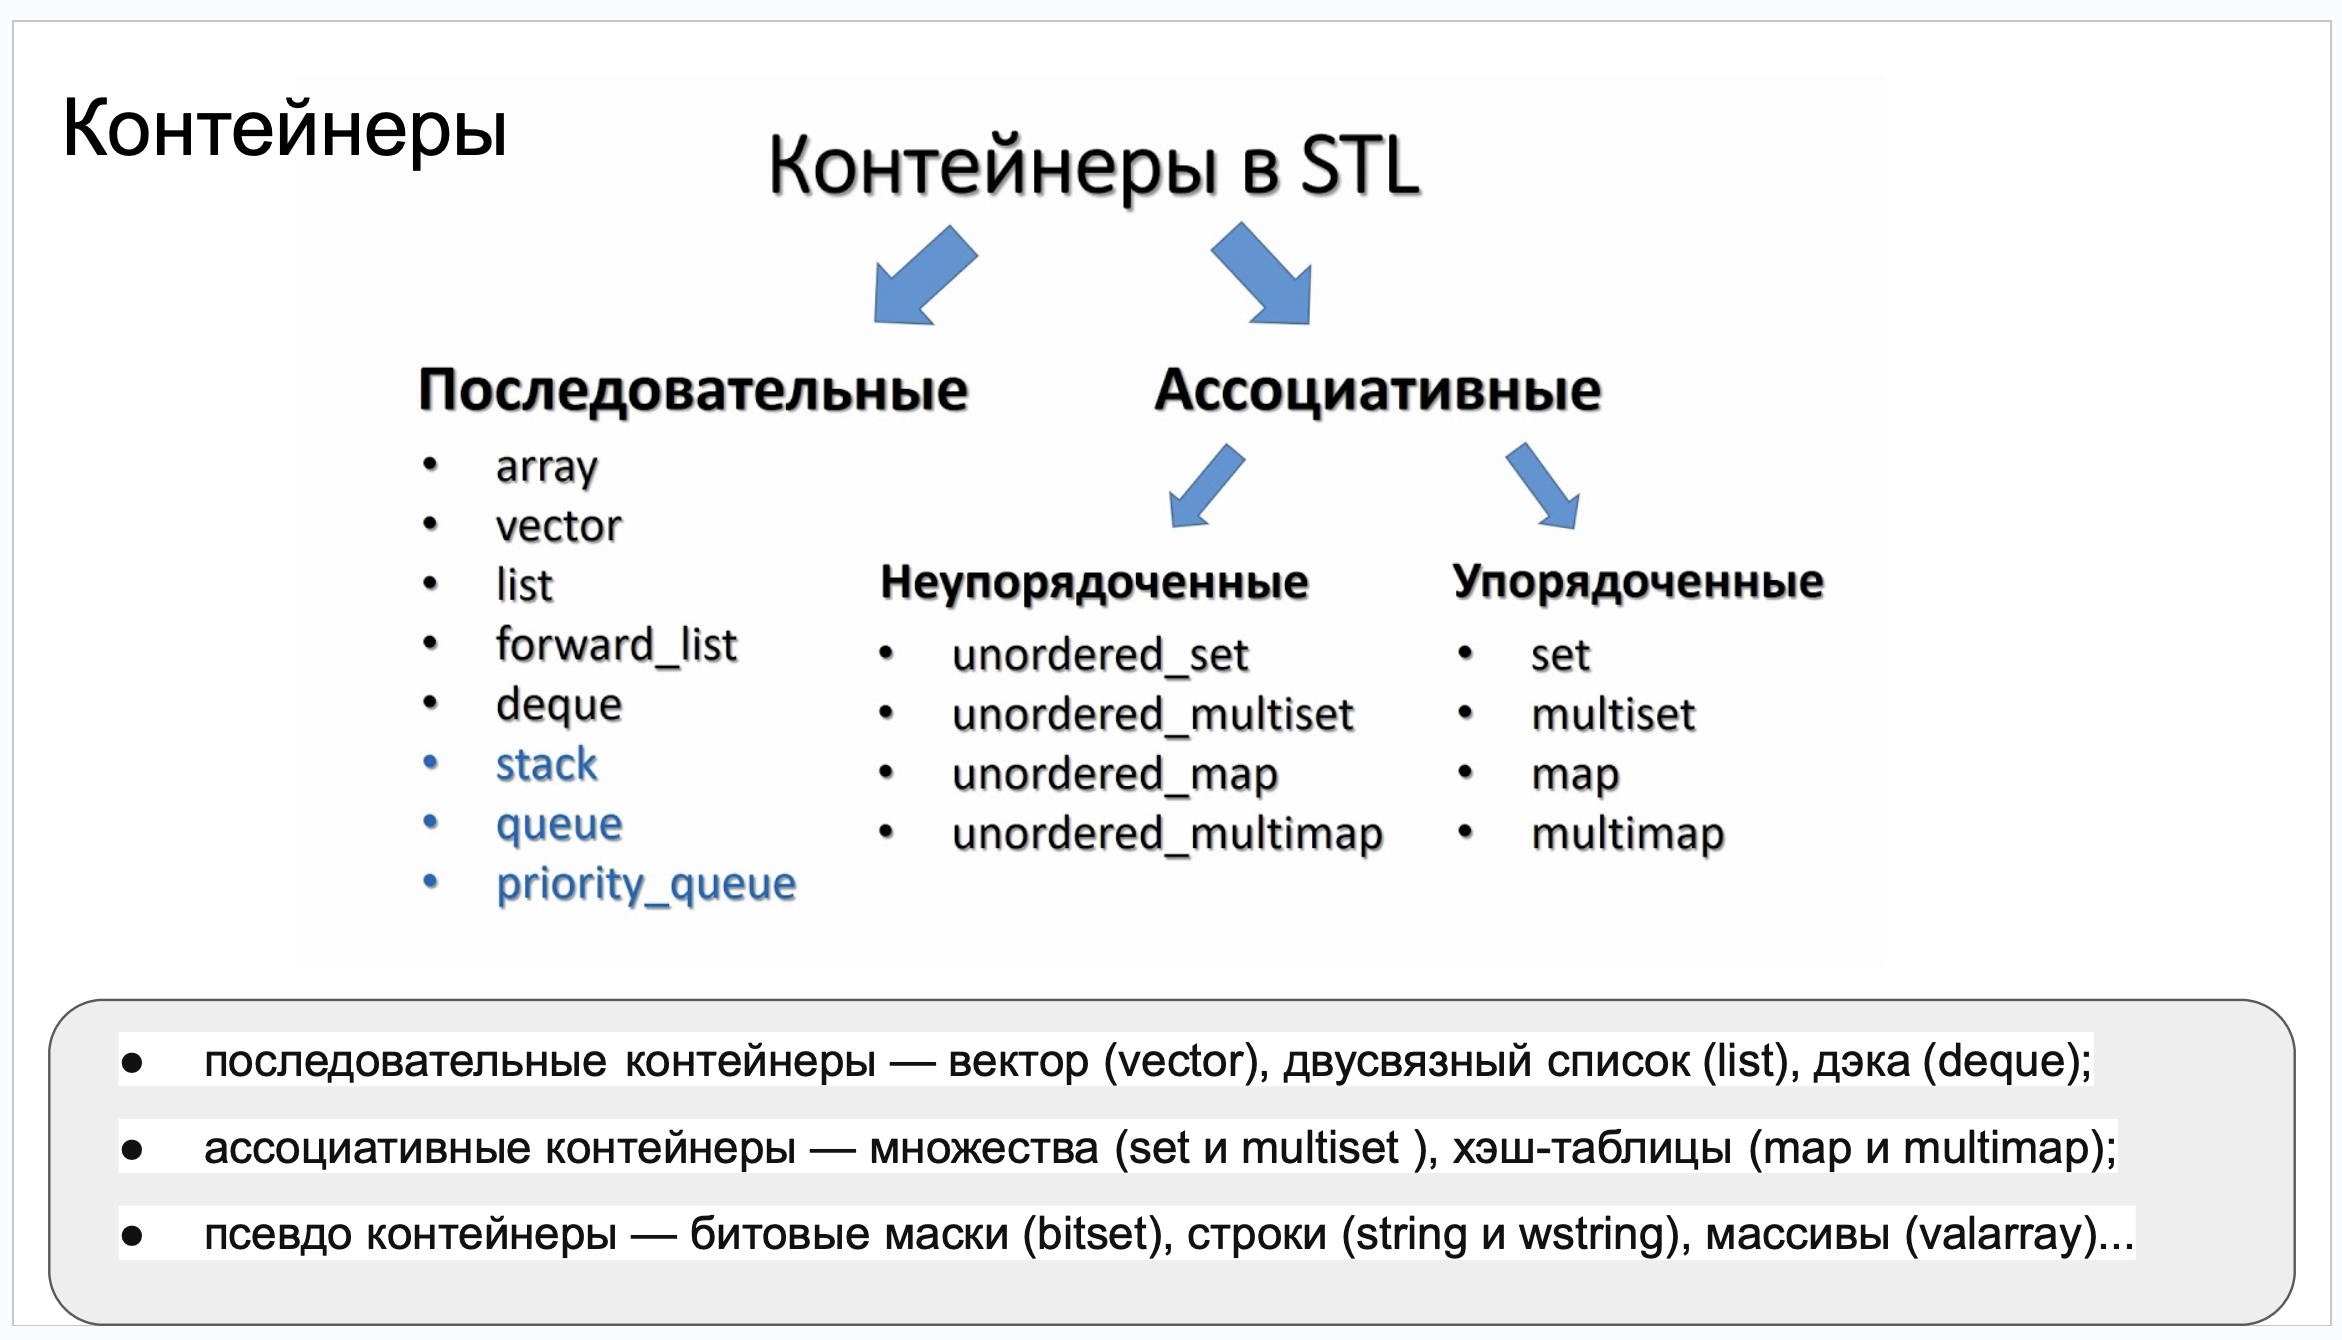 Контейнеры
Контейнеры в STL
Последовательные
• array
• vector
• list
• forward_list
• deque
• stack
• queue
• priority_queue
Ассоциативные
Неупорядоченные
• unordered_set
• unordered_multiset
• unordered_map
• unordered_multimap
Упорядоченные
• set
• multiset
• map
• multimap
● последовательные контейнеры — вектор (vector), двусвязный список (list), дэка (deque);
● ассоциативные контейнеры — множества (set и multiset ), хэш-таблицы (map и multimap);
● псевдо контейнеры — битовые маски (bitset), строки (string и wstring), массивы (valarray)...